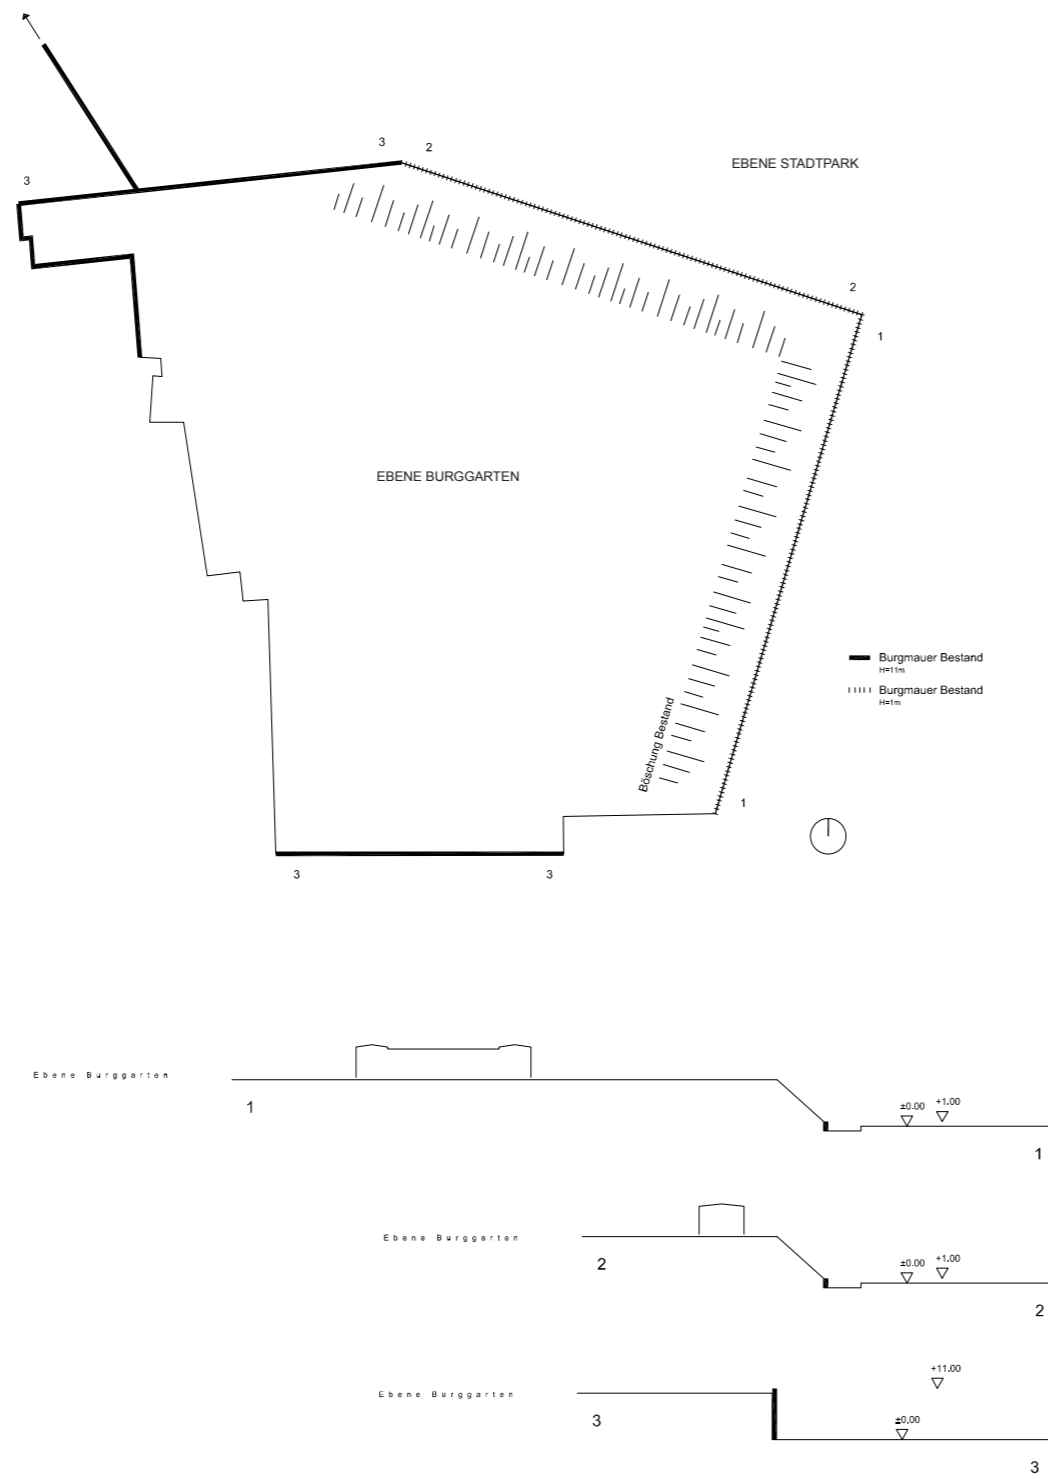 3
2
EBENE STADTPARK
3
2
1
EBENE BURGGARTEN
Burgmauer Bestand
H=11m
Burgmauer Bestand
H=1m
Böschung Bestand
1
3
3
Ebene Burggarten
1
±0.00
+1.00
1
Ebene Burggarten
2
±0.00
+1.00
2
Ebene Burggarten
3
+11.00
±0.00
3